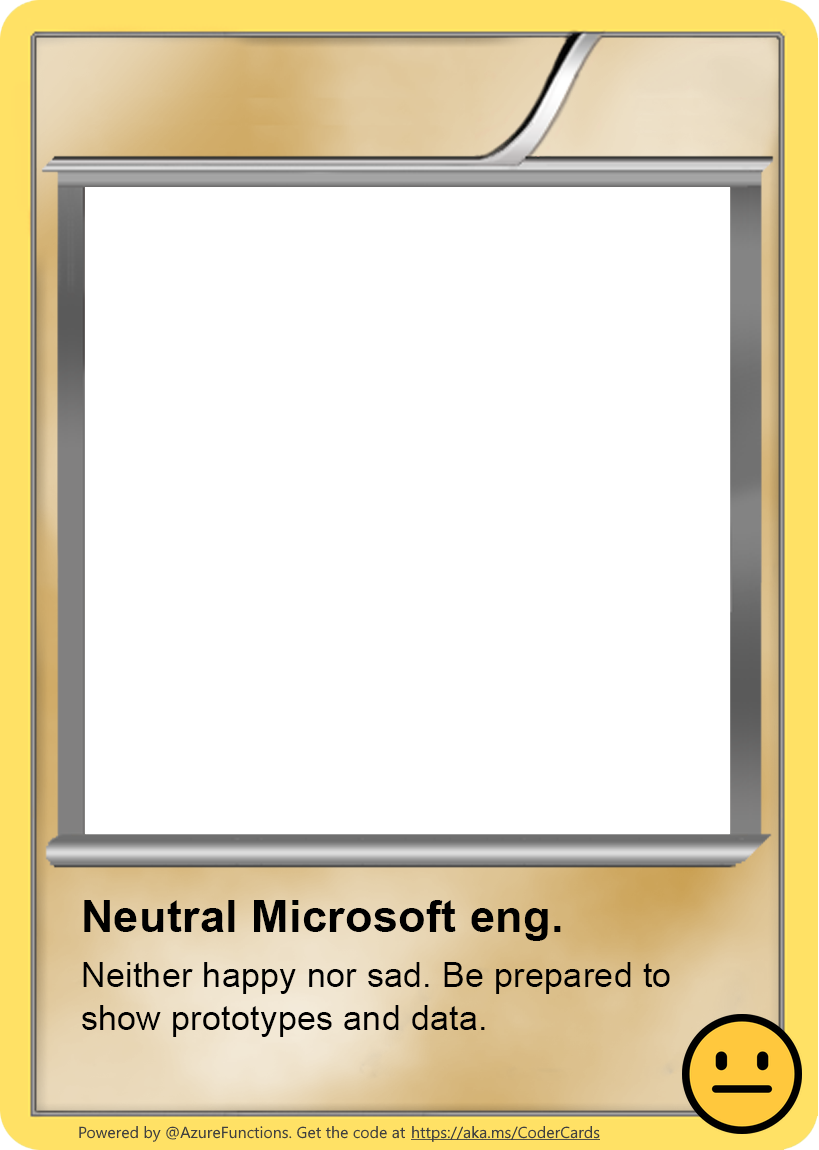 Neutral Microsoft eng.
Neither happy nor sad. Be prepared to
show prototypes and data.
Powered by @AzureFunctions. Get the code at https://aka.ms/CoderCards